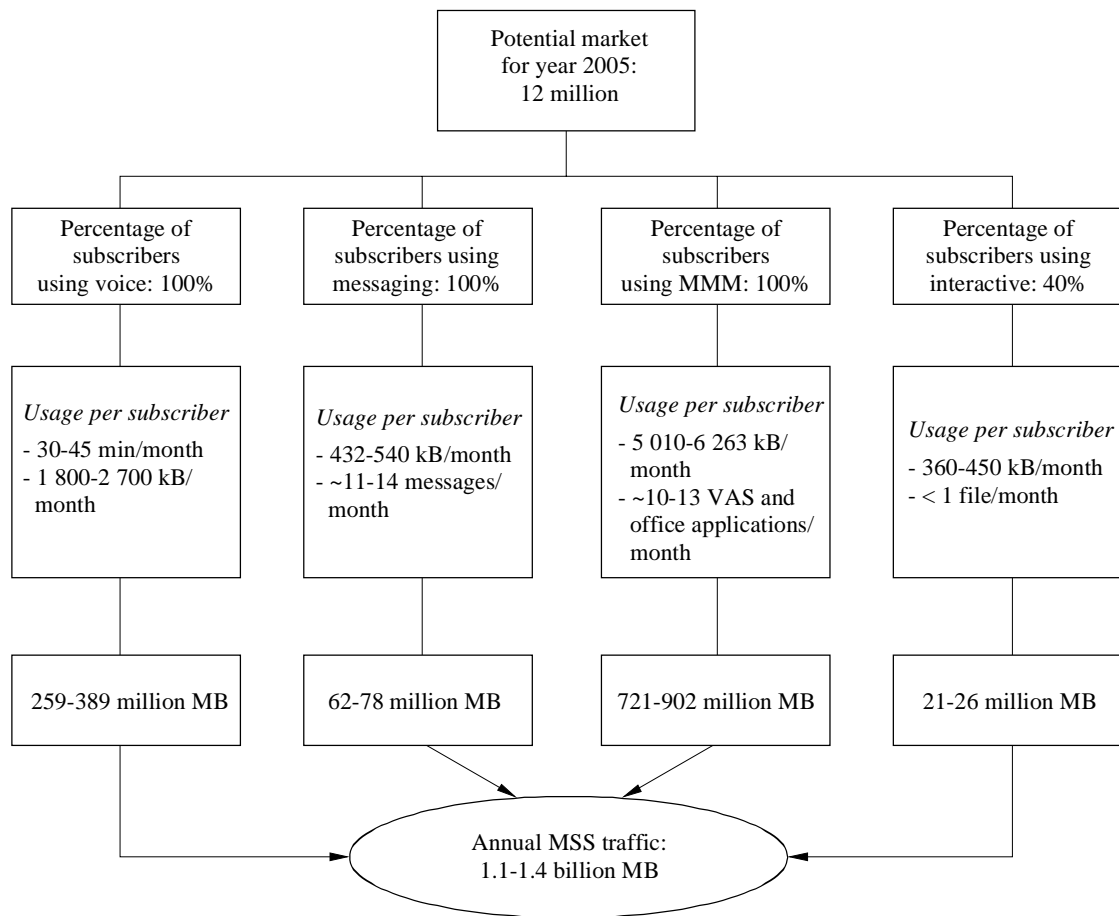 Potential market
for year 2005:
12 million
Percentage of
subscribers
using voice: 100%
Percentage of
subscribers using
messaging: 100%
Percentage of
subscribers
using MMM: 100%
Percentage of
subscribers using
interactive: 40%
Usage per subscriber
- 30-45 min/month
- 1 800-2 700 kB/
month
Usage per subscriber
- 432-540 kB/month
- ~11-14 messages/
month
Usage per subscriber
- 5 010-6 263 kB/
month
- ~10-13 VAS and
office applications/
month
Usage per subscriber
- 360-450 kB/month
- < 1 file/month
259-389 million MB
62-78 million MB
721-902 million MB
21-26 million MB
Annual MSS traffic:
1.1-1.4 billion MB